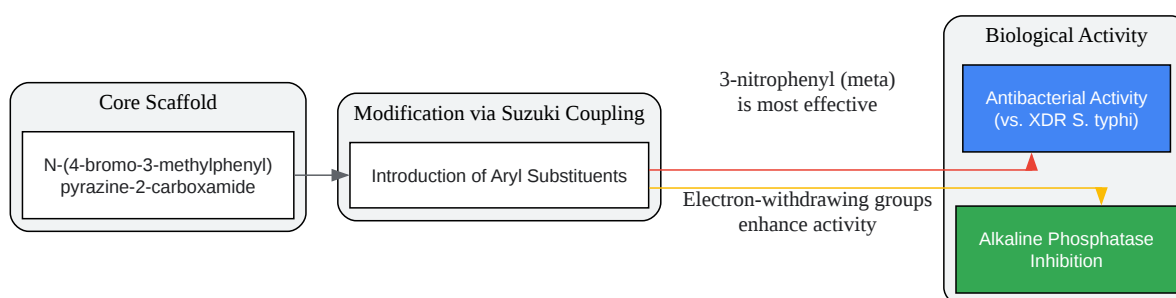 Core Scaffold
N-(4-bromo-3-methylphenyl)
pyrazine-2-carboxamide
Modification via Suzuki Coupling
Introduction of Aryl Substituents
3-nitrophenyl (meta)
is most effective
Electron-withdrawing groups
enhance activity
Biological Activity
Antibacterial Activity
(vs. XDR S. typhi)
Alkaline Phosphatase
Inhibition